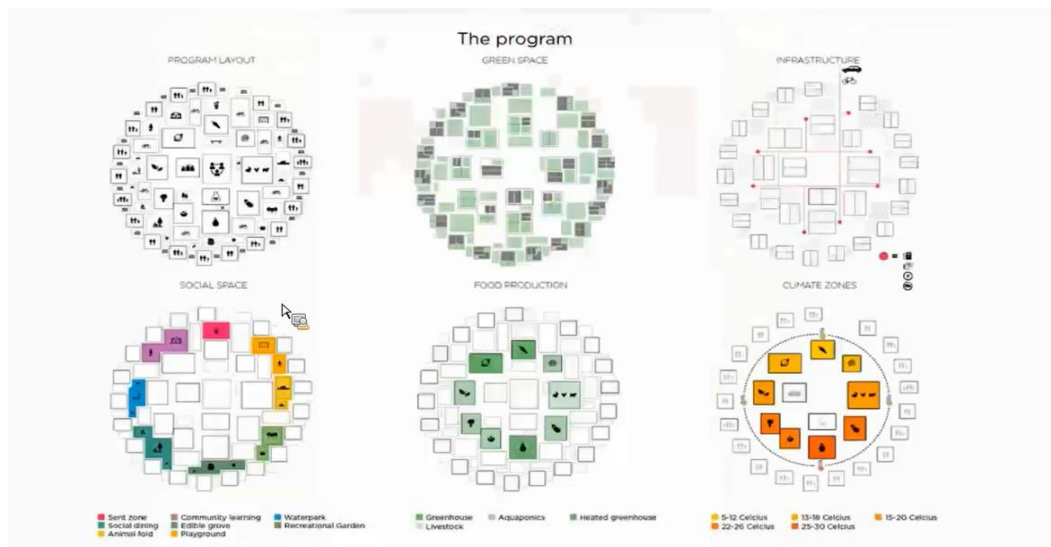 The program
PROGRAM LAYOUT
GREEN SPACE
INFRASTRUCTURE
SOCIAL SPACE
FOOD PRODUCTION
CLIMATE ZONES
Sent zone
Community learning
Waterpark
Social dining
Edible grove
Recreational Garden
Animal fold
Playground
Greenhouse
Aquaponics
Heated greenhouse
Livestock
5-12 Celcius
13-18 Celcius
15-20 Celcius
22-26 Celcius
25-30 Celcius